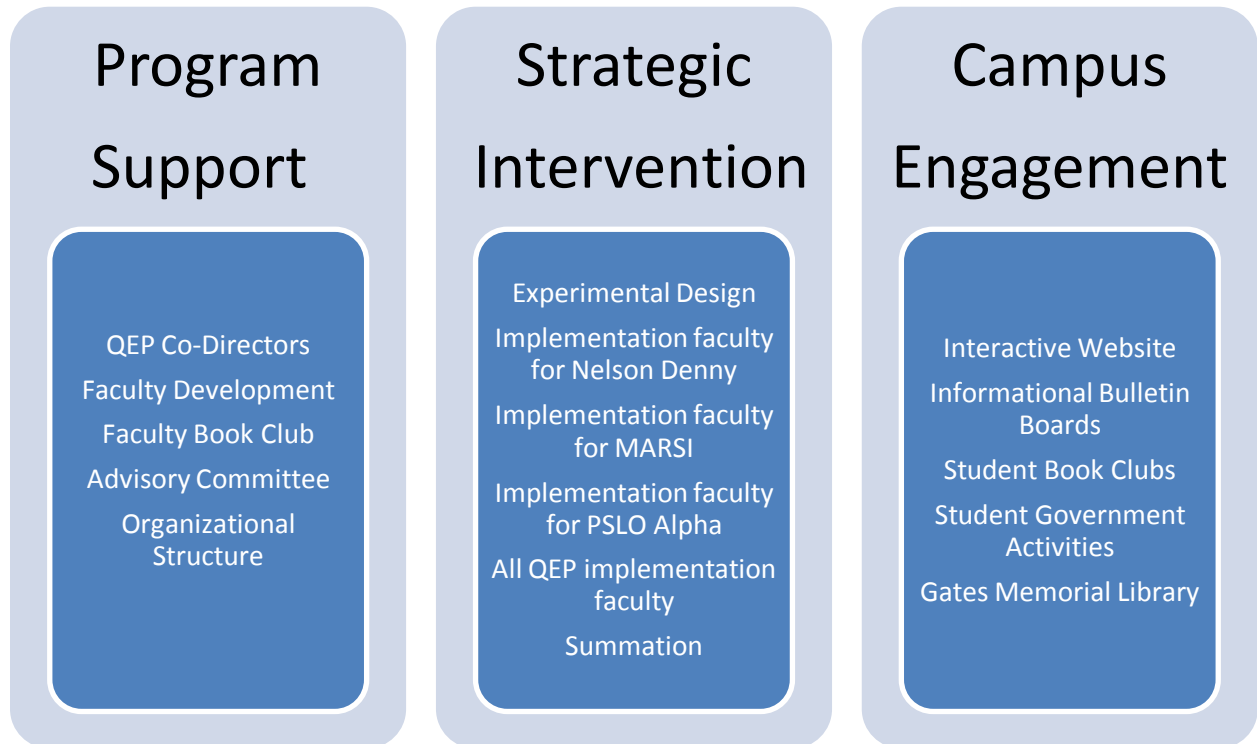 Program
Support
QEP Co-Directors
Faculty Development
Faculty Book Club
Advisory Committee
Organizational
Structure
Strategic
Intervention
Experimental Design
Implementation faculty
for Nelson Denny
Implementation faculty
for MARSI
Implementation faculty
for PSLO Alpha
All QEP implementation
faculty
Summation
Campus
Engagement
Interactive Website
Informational Bulletin
Boards
Student Book Clubs
Student Government
Activities
Gates Memorial Library